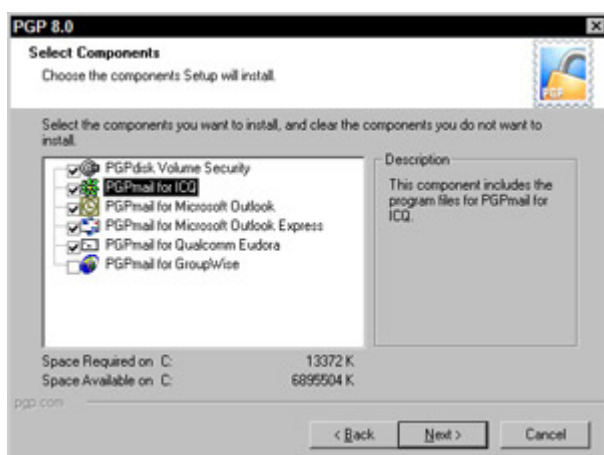 PGP 8.0
Select Components
Choose the components Setup will install.
PGP
Select the components you want to install, and clear the components you do not want to
install.
PGPdisk Volume Security
PGPmail for ICQ
PGPmail for Microsoft Outlook
PGPmail for Microsoft Outlook Express
PGPmail for Qualcomm Eudora
PGPmail for GroupWise
Description
This component includes the
program files for PGPmail for
ICQ.
Space Required on C: 13372 K
Space Available on C: 6895504 K
pgp.com
< Back
Next >
Cancel